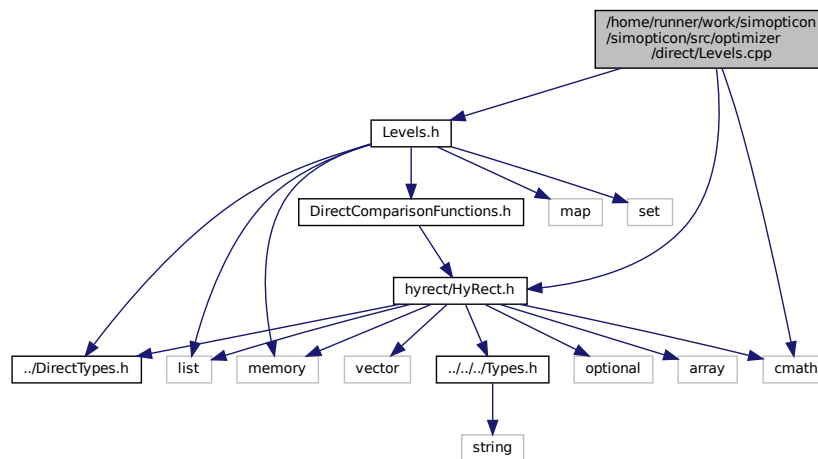 /home/runner/work/simopticon
/simopticon/src/optimizer
/direct/Levels.cpp
Levels.h
DirectComparisonFunctions.h
map
set
hyrect/HyRect.h
../DirectTypes.h
list
memory
vector
../../../Types.h
optional
array
cmath
string